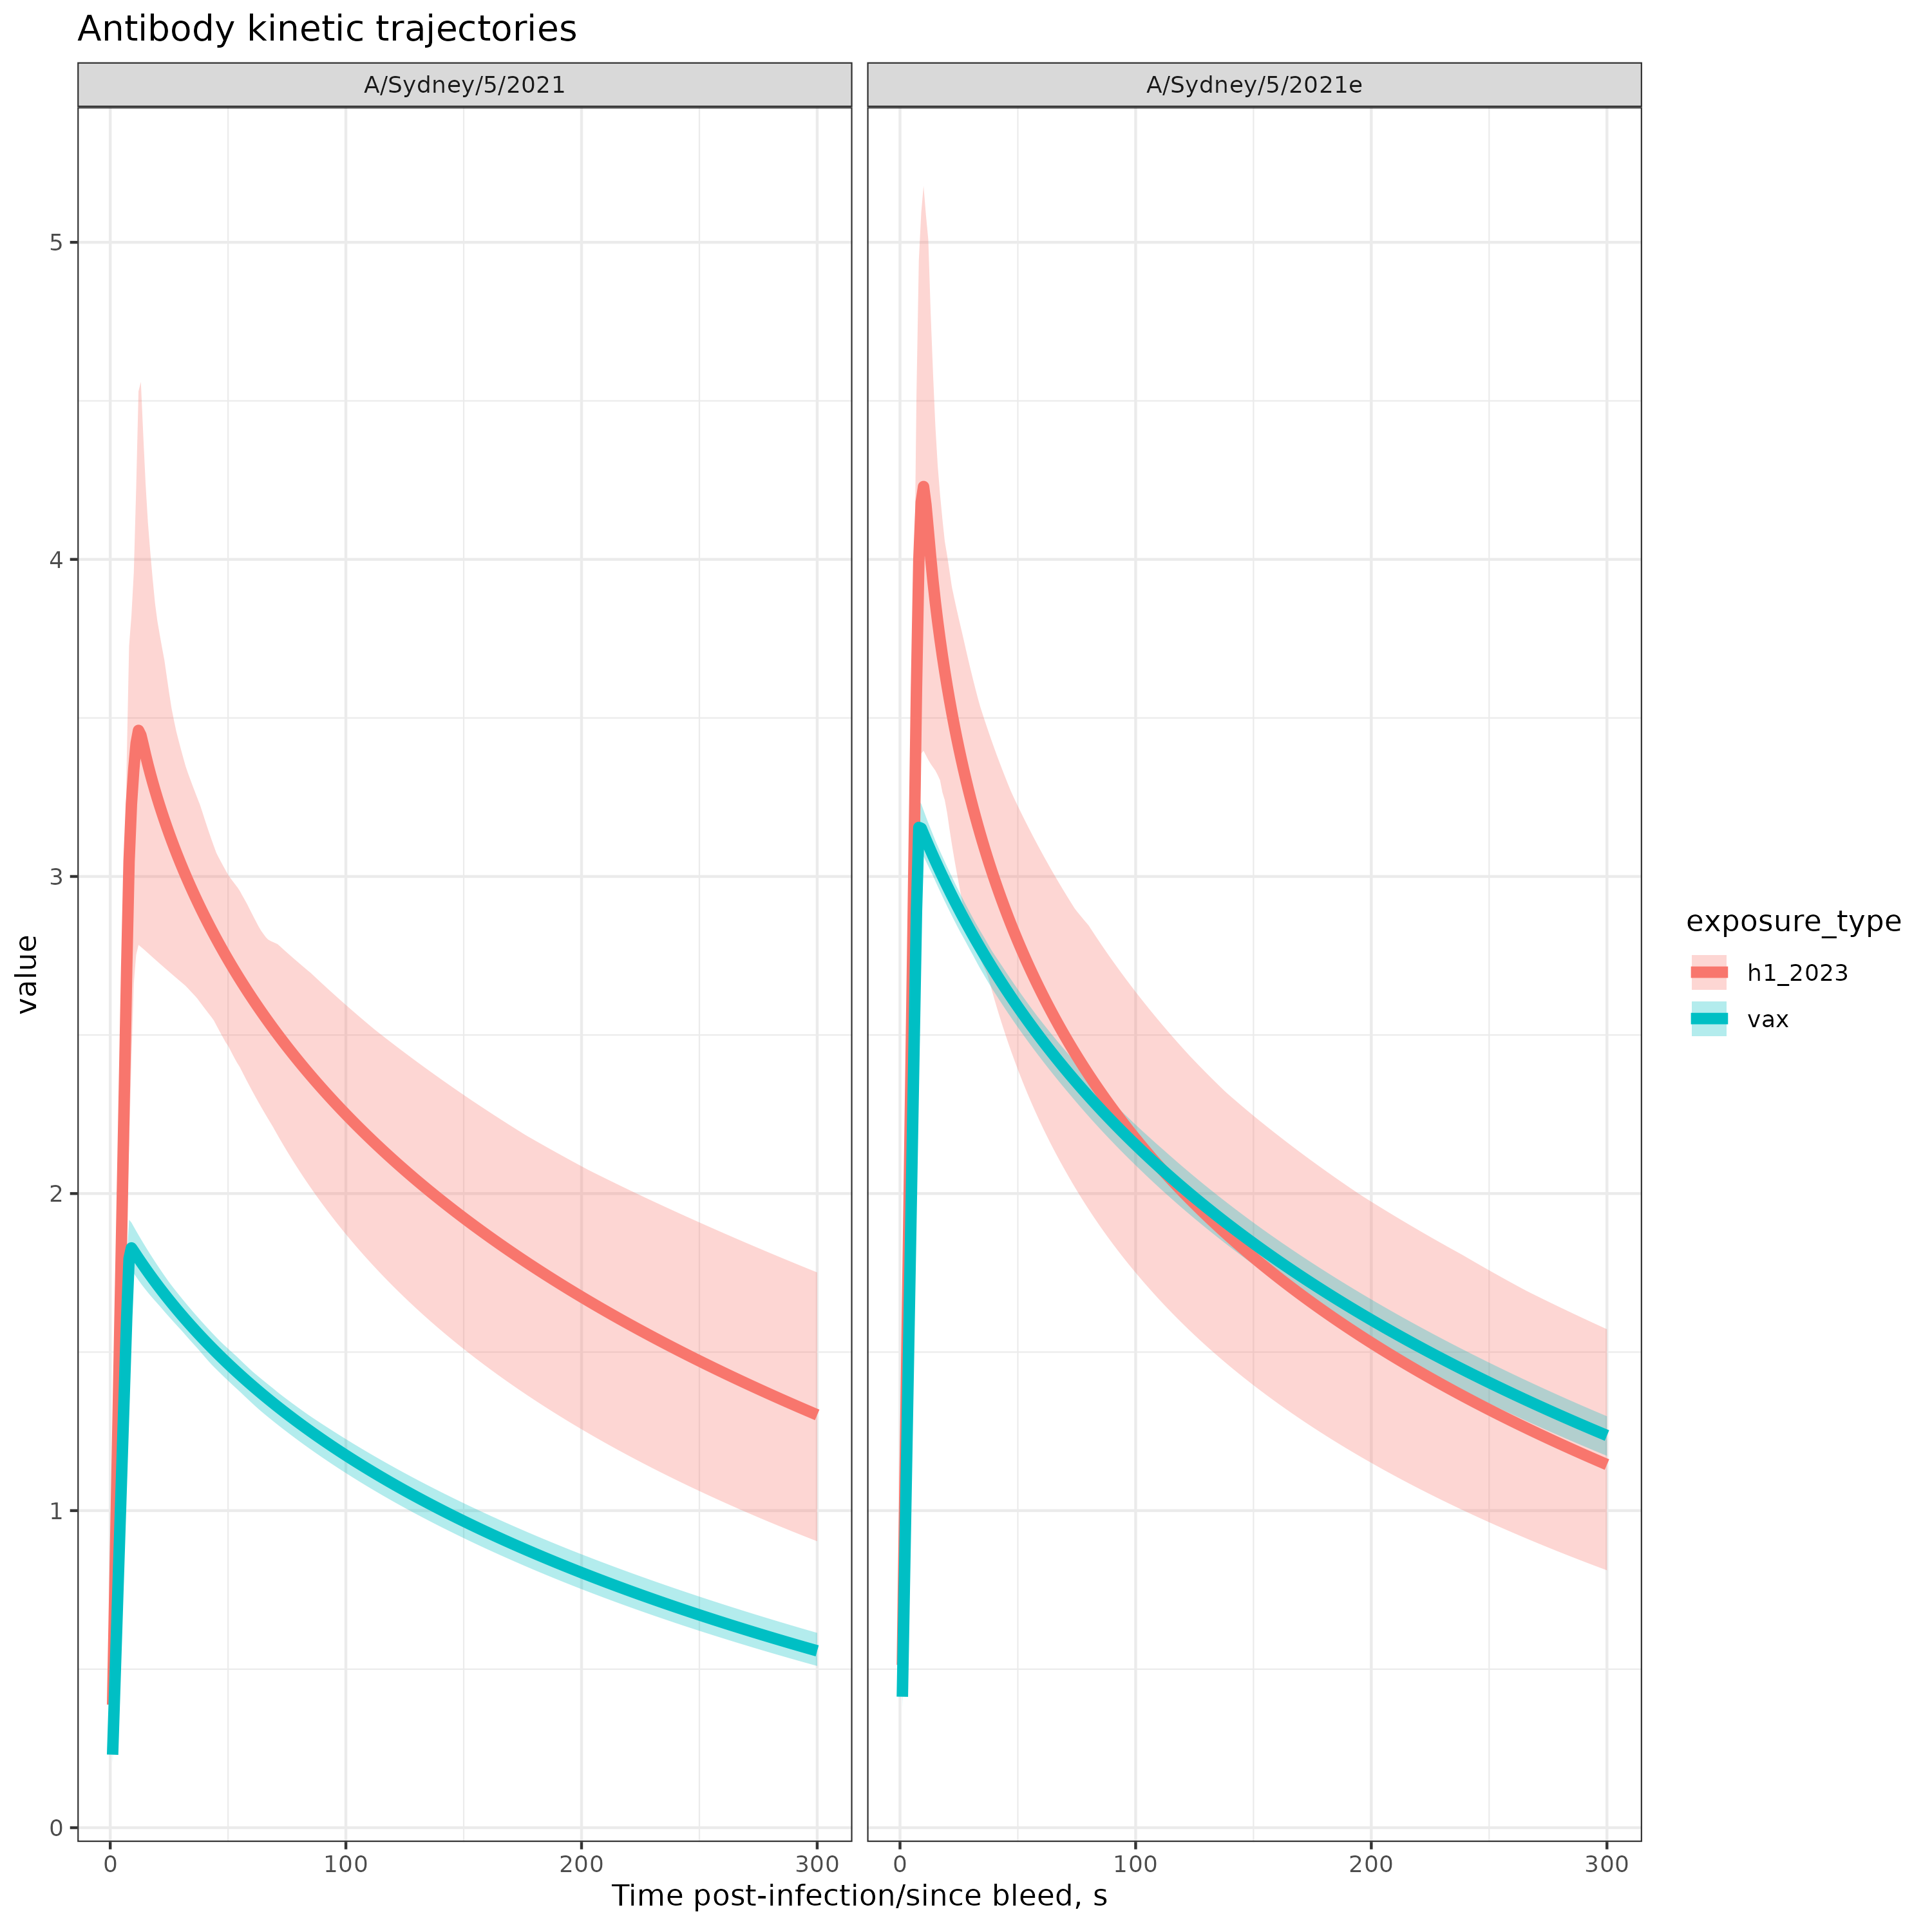 Antibody kinetic trajectories
A/Sydney/5/2021
A/Sydney/5/2021e
5
4
3
2
1
0
value
0 100 200 300
0 100 200 300
Time post-infection/since bleed, s
exposure_type
h1_2023
vax